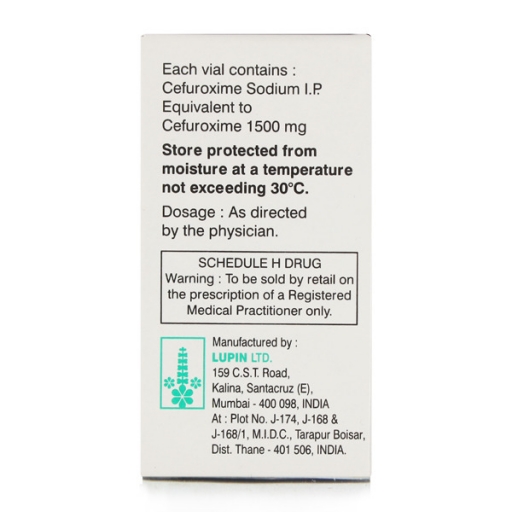 Each vial contains :
Cefuroxime Sodium I.P.
Equivalent to
Cefuroxime 1500 mg
Store protected from
moisture at a temperature
not exceeding 30°C.
Dosage : As directed
by the physician.
SCHEDULE H DRUG
Warning : To be sold by retail on
the prescription of a Registered
Medical Practitioner only.
Manufactured by :
LUPIN LTD.
159 C.S.T. Road,
Kalina, Santacruz (E),
Mumbai - 400 098, INDIA
At : Plot No. J-174, J-168 &
J-168/1, M.I.D.C., Tarapur Boisar,
Dist. Thane - 401 506, INDIA.